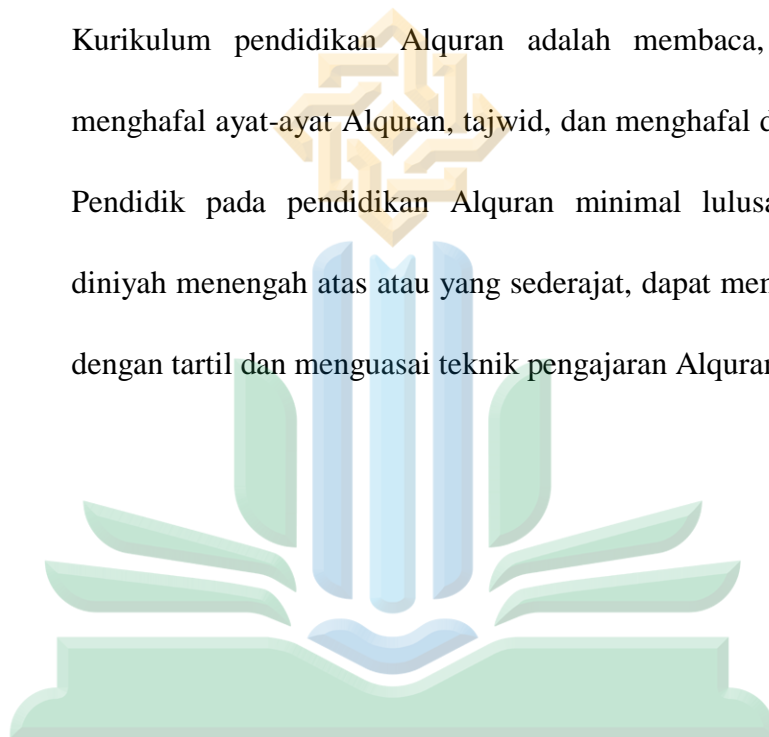 Kurikulum pendidikan Alquran adalah membaca,
menghafal ayat-ayat Alquran, tajwid, dan menghafal
Pendidik pada pendidikan Alquran minimal
diniyah menengah atas atau yang sederajat, dapat
dengan tartil dan menguasai teknik pengajaran Alquran